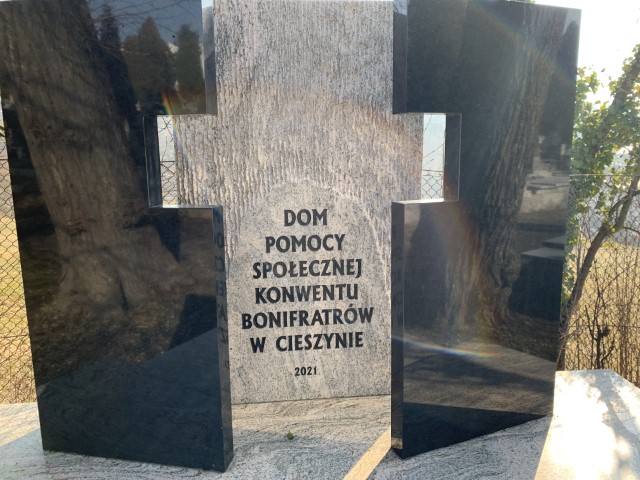 DOM
POMOCY
SPOŁECZNEJ
KONWENTU
BONIFRATRÓW
W CIESZYNIE
2021